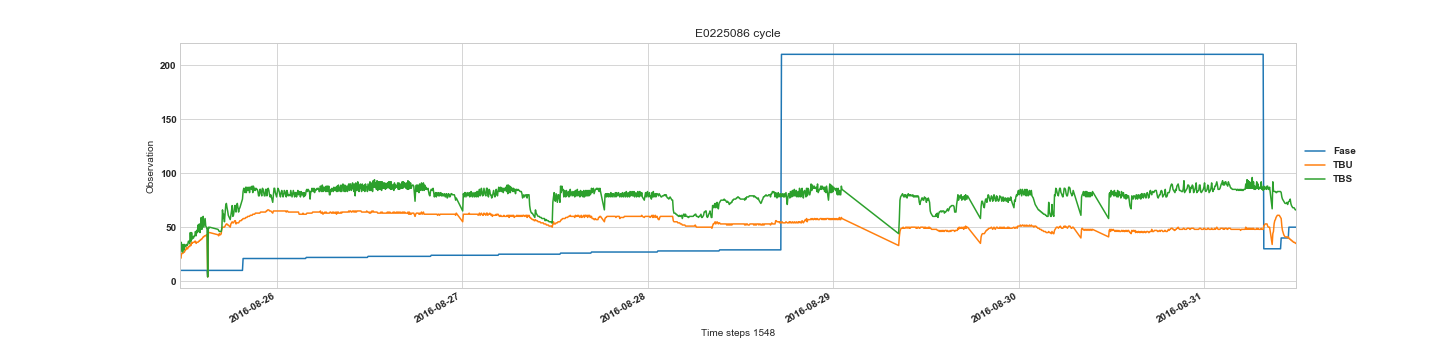 E0225086 cycle
Observation
200
150
100
50
0
2016-08-26
2016-08-27
2016-08-28
2016-08-29
2016-08-30
2016-08-31
Time steps 1548
Fase
TBU
TBS